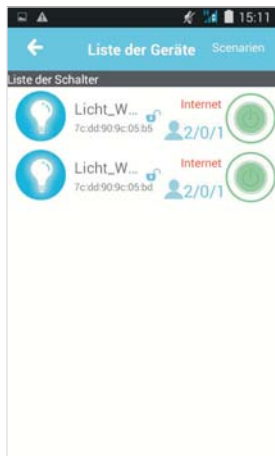 15:11
Liste der Geräte Scenarien
Liste der Schalter
Licht_W... Internet
7c:dd:90:9c:05:b5 2/0/1
Licht_W... Internet
7c:dd:90:9c:05:bd 2/0/1